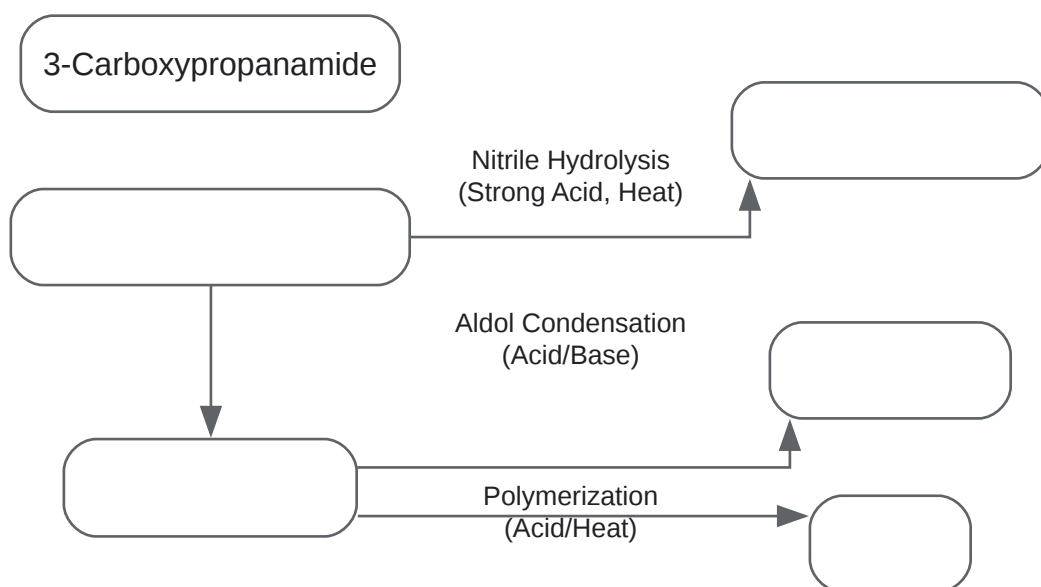 3-Carboxypropanamide
Nitrile Hydrolysis
(Strong Acid, Heat)
Aldol Condensation
(Acid/Base)
Polymerization
(Acid/Heat)